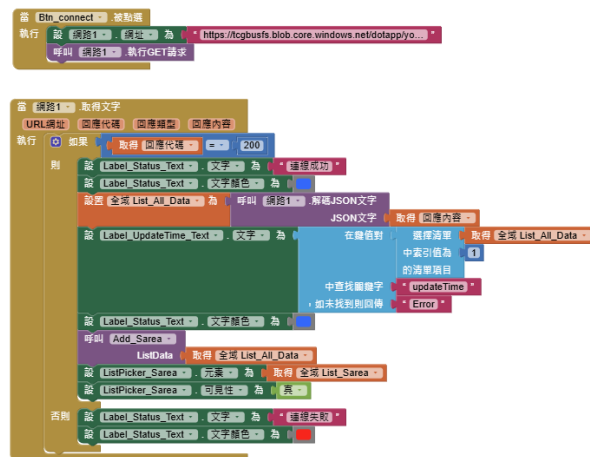 當 Btn_connect .被點選
執行 設 網路1 . 網址 為 " https://tcgbusfs.blob.core.windows.net/dotapp/yo... "
呼叫 網路1 .執行GET請求
當 網路1 .取得文字
URL網址 回應代碼 回應類型 回應內容
執行 如果 取得 回應代碼 = 200
則 設 Label_Status_Text . 文字 為 " 連線成功 "
設 Label_Status_Text . 文字顏色 為
設置 全域 List_All_Data 為 呼叫 網路1 .解碼JSON文字
JSON文字 取得 回應內容
設 Label_UpdateTime_Text . 文字 為 在鍵值對 選擇清單 取得 全域 List_All_Data
中索引值為 1
的清單項目
中查找關鍵字 " updateTime "
，如未找到則回傳 " Error "
設 Label_Status_Text . 文字顏色 為
呼叫 Add_Sarea
ListData 取得 全域 List_All_Data
設 ListPicker_Sarea . 元素 為 取得 全域 List_Sarea
設 ListPicker_Sarea . 可見性 為 真
否則 設 Label_Status_Text . 文字 為 " 連線失敗 "
設 Label_Status_Text . 文字顏色 為